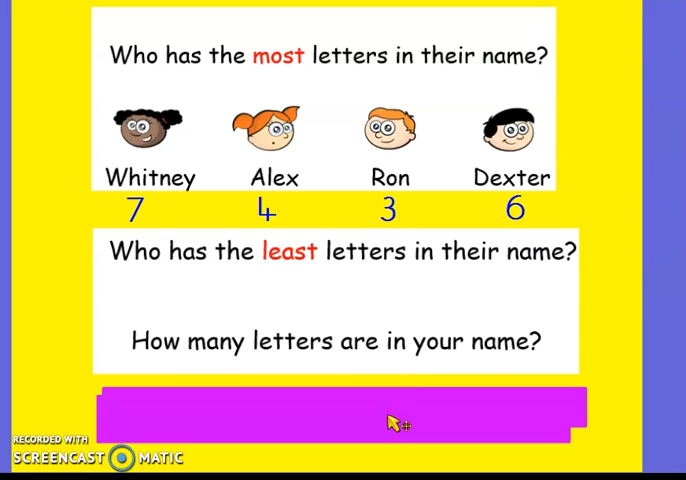 Who has the most letters in their name?
Whitney Alex Ron Dexter
7 4 3 6
Who has the least letters in their name?
How many letters are in your name?
RECORDED WITH
SCREENCAST MATIC